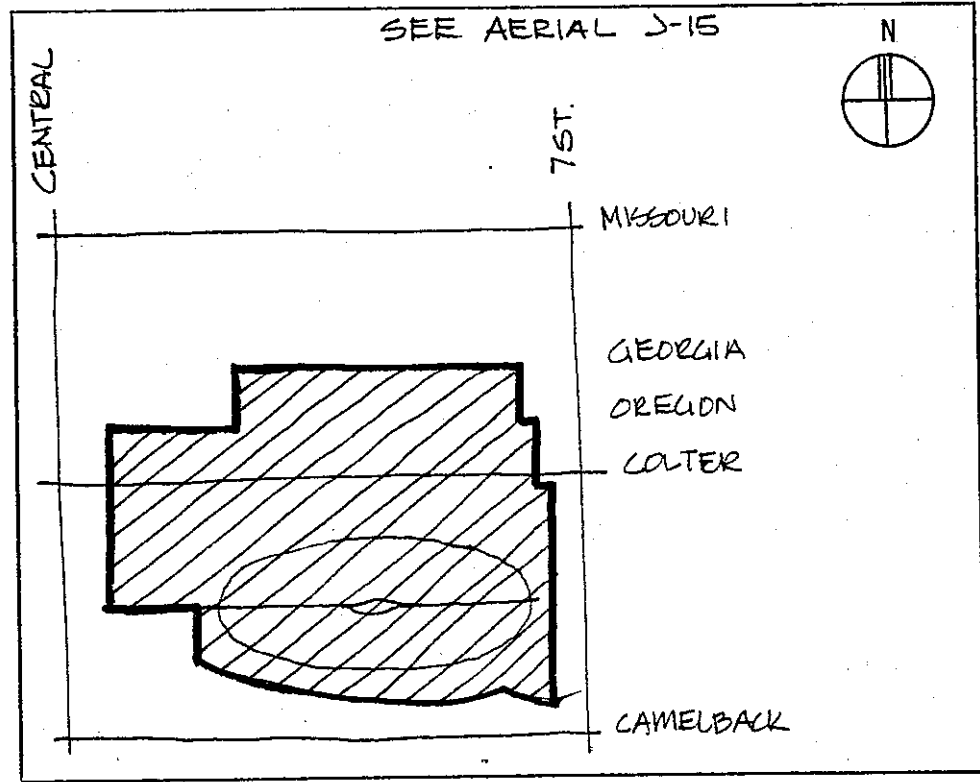 SEE AERIAL J-15
N
CENTRAL
7ST.
MISSOURI
GEORGIA
OREGON
COLTER
CAMELBACK